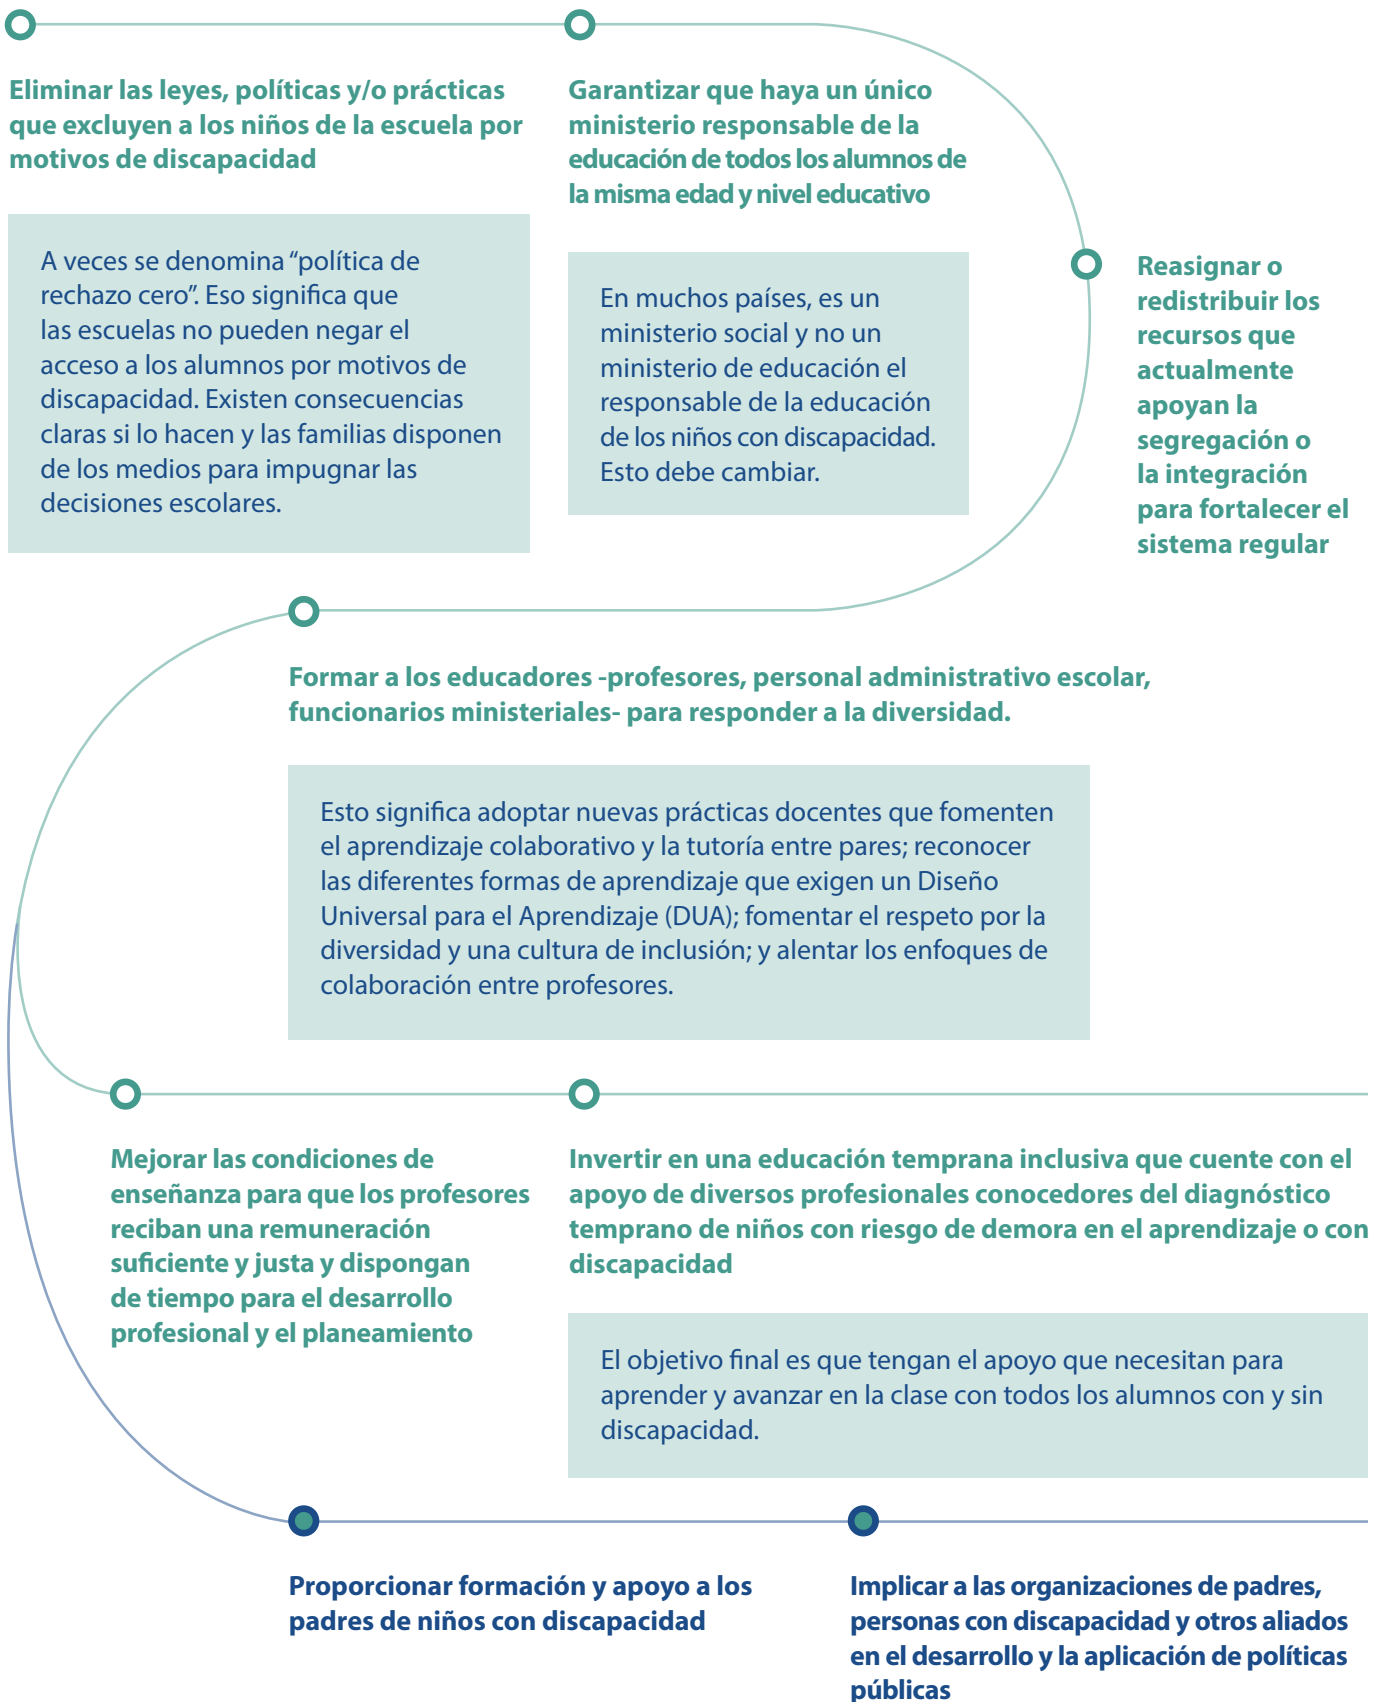 Eliminar las leyes, políticas y/o prácticas
que excluyen a los niños de la escuela por
motivos de discapacidad
A veces se denomina “política de
rechazo cero”. Eso significa que
las escuelas no pueden negar el
acceso a los alumnos por motivos de
discapacidad. Existen consecuencias
claras si lo hacen y las familias disponen
de los medios para impugnar las
decisiones escolares.
Garantizar que haya un único
ministerio responsable de la
educación de todos los alumnos de
la misma edad y nivel educativo
En muchos países, es un
ministerio social y no un
ministerio de educación el
responsable de la educación
de los niños con discapacidad.
Esto debe cambiar.
Reasignar o
redistribuir los
recursos que
actualmente
apoyan la
segregación o
la integración
para fortalecer el
sistema regular
Formar a los educadores -profesores, personal administrativo escolar,
funcionarios ministeriales- para responder a la diversidad.
Esto significa adoptar nuevas prácticas docentes que fomenten
el aprendizaje colaborativo y la tutoría entre pares; reconocer
las diferentes formas de aprendizaje que exigen un Diseño
Universal para el Aprendizaje (DUA); fomentar el respeto por la
diversidad y una cultura de inclusión; y alentar los enfoques de
colaboración entre profesores.
Mejorar las condiciones de
enseñanza para que los profesores
reciban una remuneración
suficiente y justa y dispongan
de tiempo para el desarrollo
profesional y el planeamiento
Invertir en una educación temprana inclusiva que cuente con el
apoyo de diversos profesionales conocedores del diagnóstico
temprano de niños con riesgo de demora en el aprendizaje o con
discapacidad
El objetivo final es que tengan el apoyo que necesitan para
aprender y avanzar en la clase con todos los alumnos con y sin
discapacidad.
Proporcionar formación y apoyo a los
padres de niños con discapacidad
Implicar a las organizaciones de padres,
personas con discapacidad y otros aliados
en el desarrollo y la aplicación de políticas
públicas